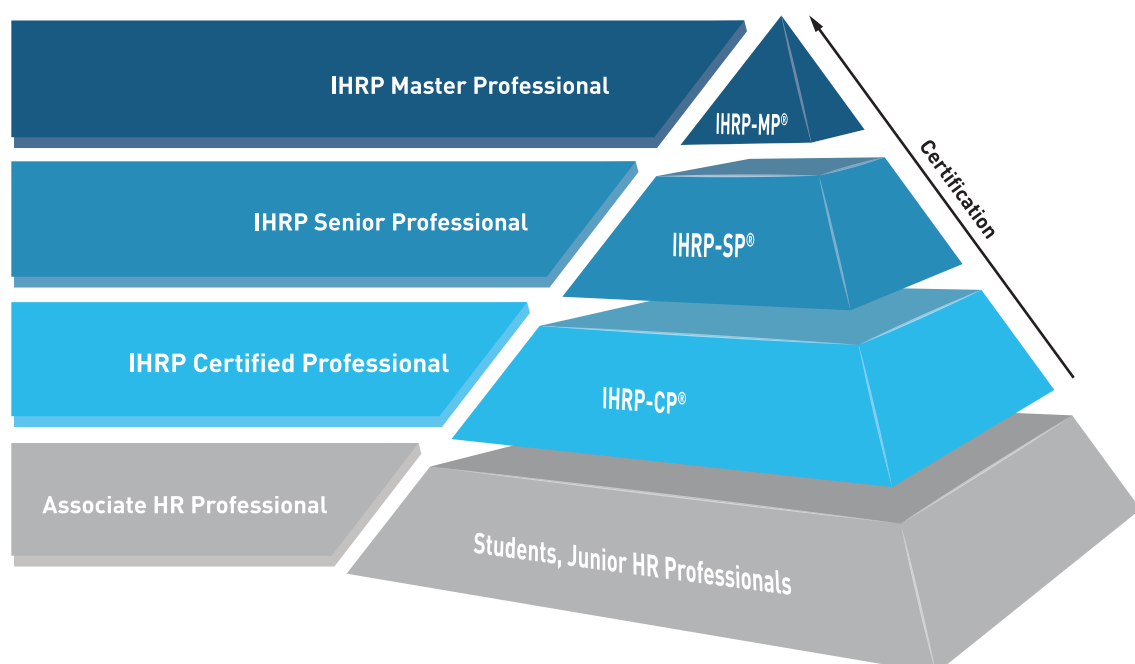 IHRP Master Professional
IHRP-MP®
Certification
IHRP Senior Professional
IHRP-SP®
IHRP Certified Professional
IHRP-CP®
Associate HR Professional
Students, Junior HR Professionals